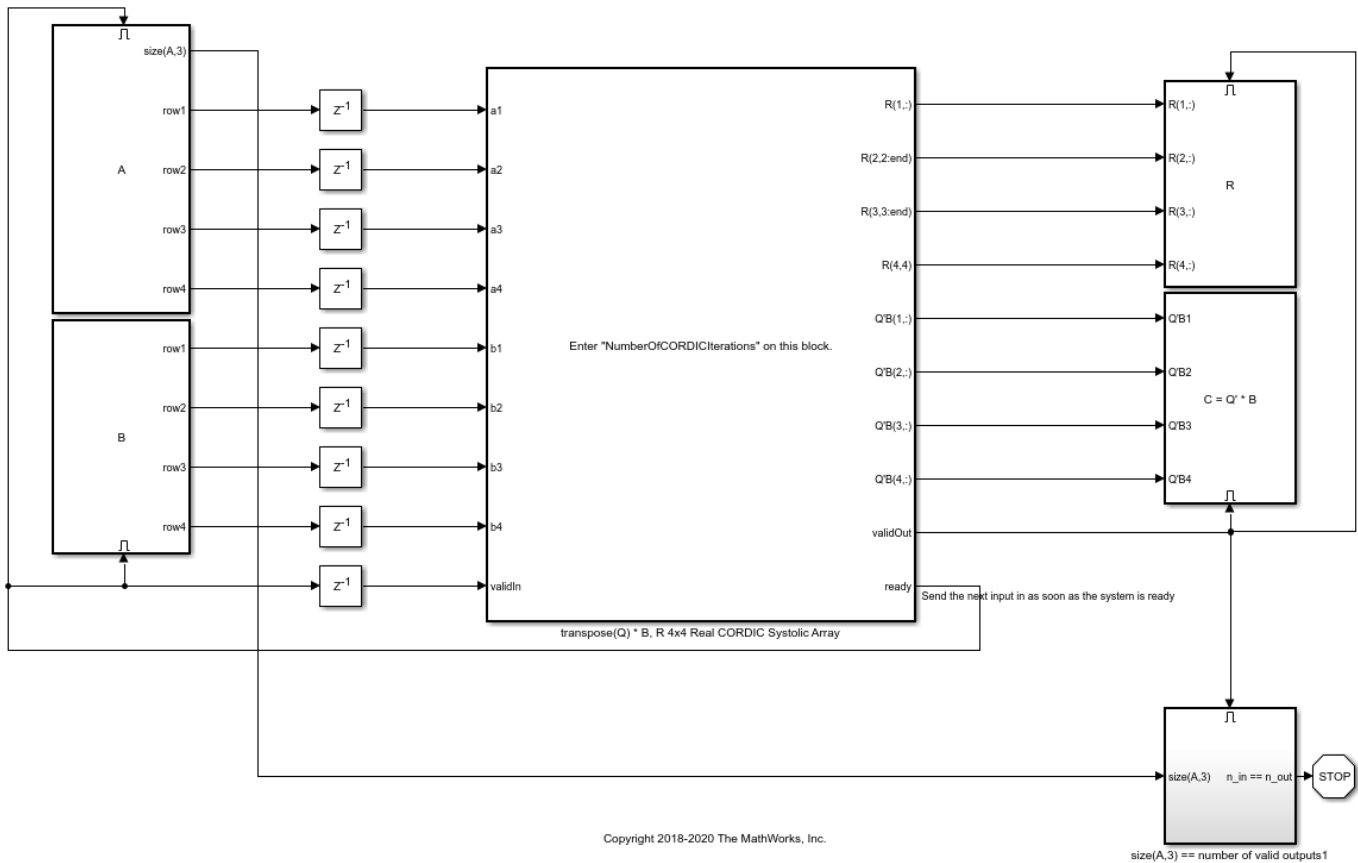 size(A,3)
row1
row2
A
row3
row4
row1
row2
B
row3
row4
Z-1
Z-1
Z-1
Z-1
Z-1
Z-1
Z-1
Z-1
Z-1
a1
a2
a3
a4
b1
b2
b3
b4
validIn
Enter "NumberOfCORDICIterations" on this block.
R(1,:)
R(2,2:end)
R(3,3:end)
R(4,4)
Q'B(1,:)
Q'B(2,:)
Q'B(3,:)
Q'B(4,:)
validOut
ready
transpose(Q) * B, R 4x4 Real CORDIC Systolic Array
Send the next input in as soon as the system is ready
R(1,:)
R(2,:)
R
R(3,:)
R(4,:)
Q'B1
Q'B2
C = Q' * B
Q'B3
Q'B4
size(A,3)
n_in == n_out
STOP
size(A,3) == number of valid outputs1
Copyright 2018-2020 The MathWorks, Inc.